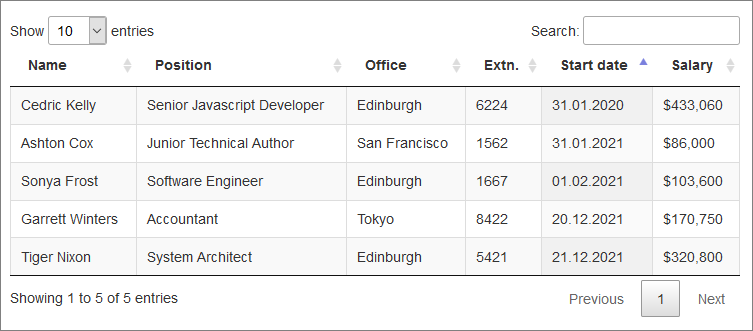 Show 10 entries Search:
Name Position Office Extn. Start date Salary
Cedric Kelly Senior Javascript Developer Edinburgh 6224 31.01.2020 $433,060
Ashton Cox Junior Technical Author San Francisco 1562 31.01.2021 $86,000
Sonya Frost Software Engineer Edinburgh 1667 01.02.2021 $103,600
Garrett Winters Accountant Tokyo 8422 20.12.2021 $170,750
Tiger Nixon System Architect Edinburgh 5421 21.12.2021 $320,800
Showing 1 to 5 of 5 entries Previous 1 Next